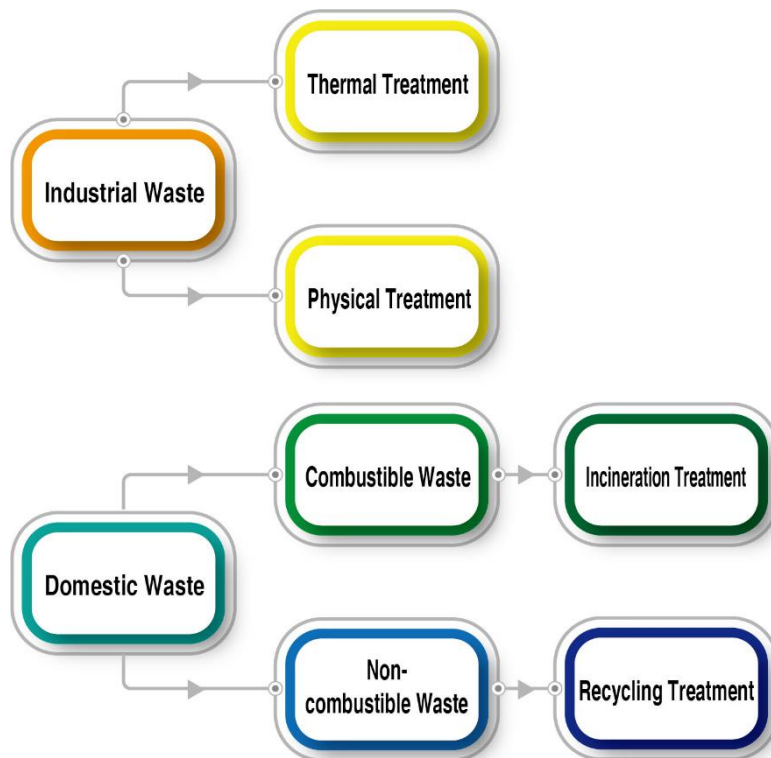 Thermal Treatment
Industrial Waste
Physical Treatment
Combustible Waste
Incineration Treatment
Domestic Waste
Non-
combustible Waste
Recycling Treatment